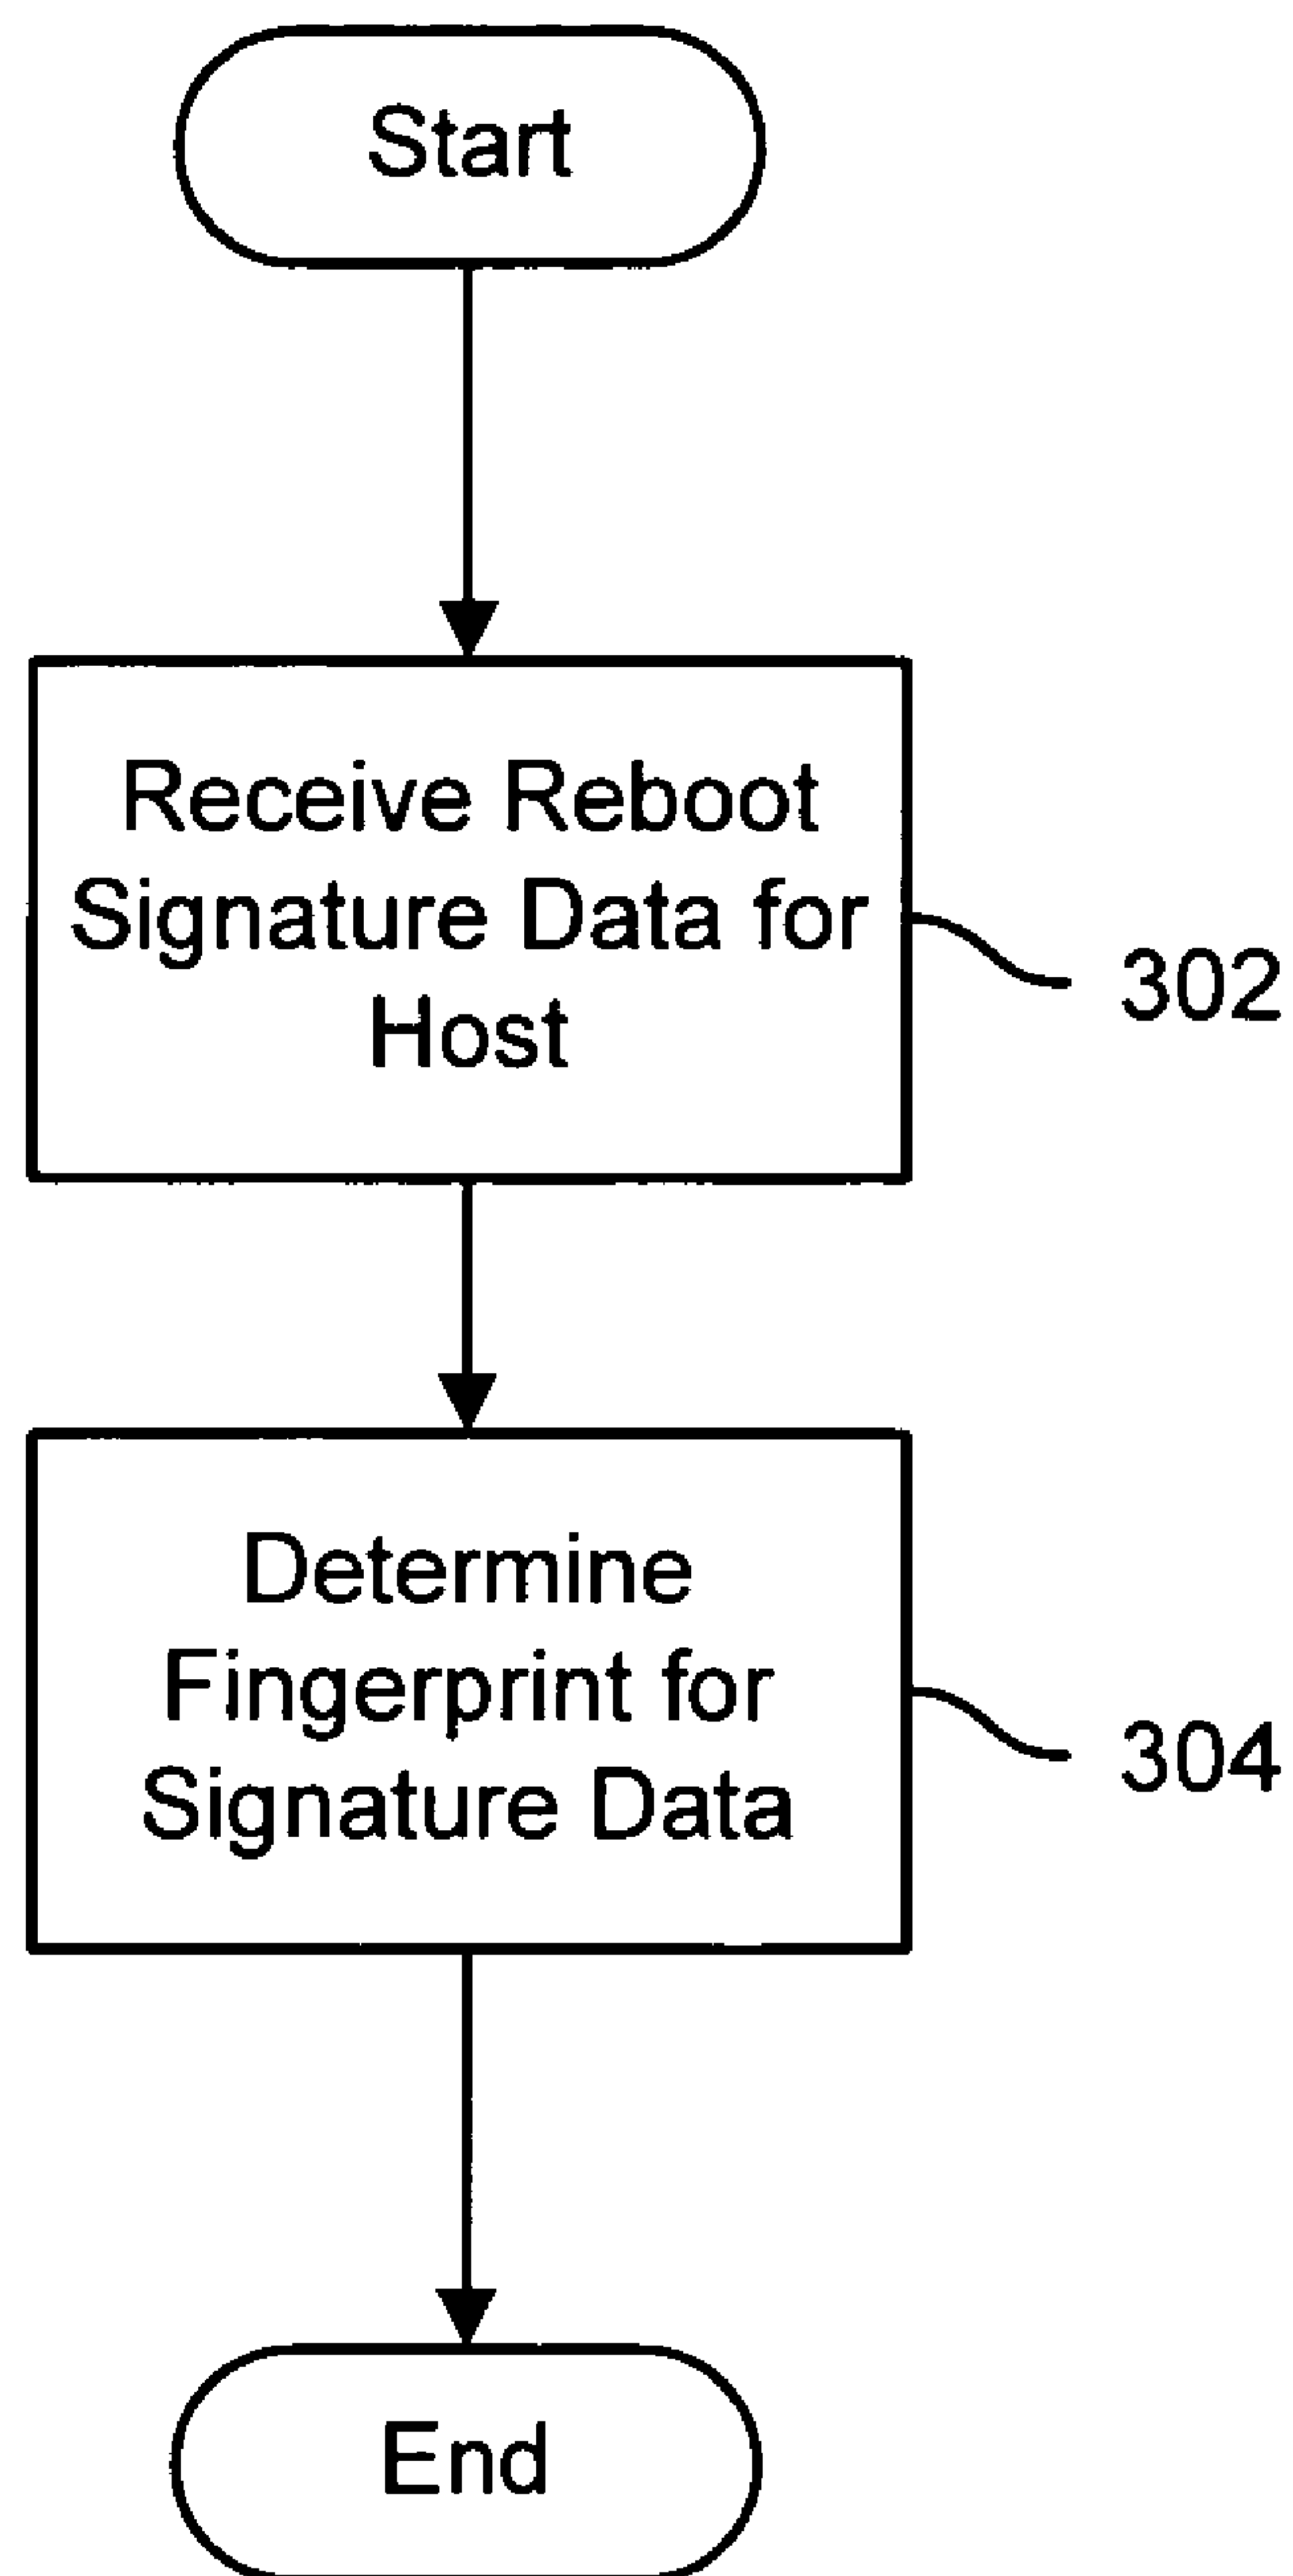 Start
Receive Reboot
Signature Data for
Host
302
Determine
Fingerprint for
Signature Data
304
End